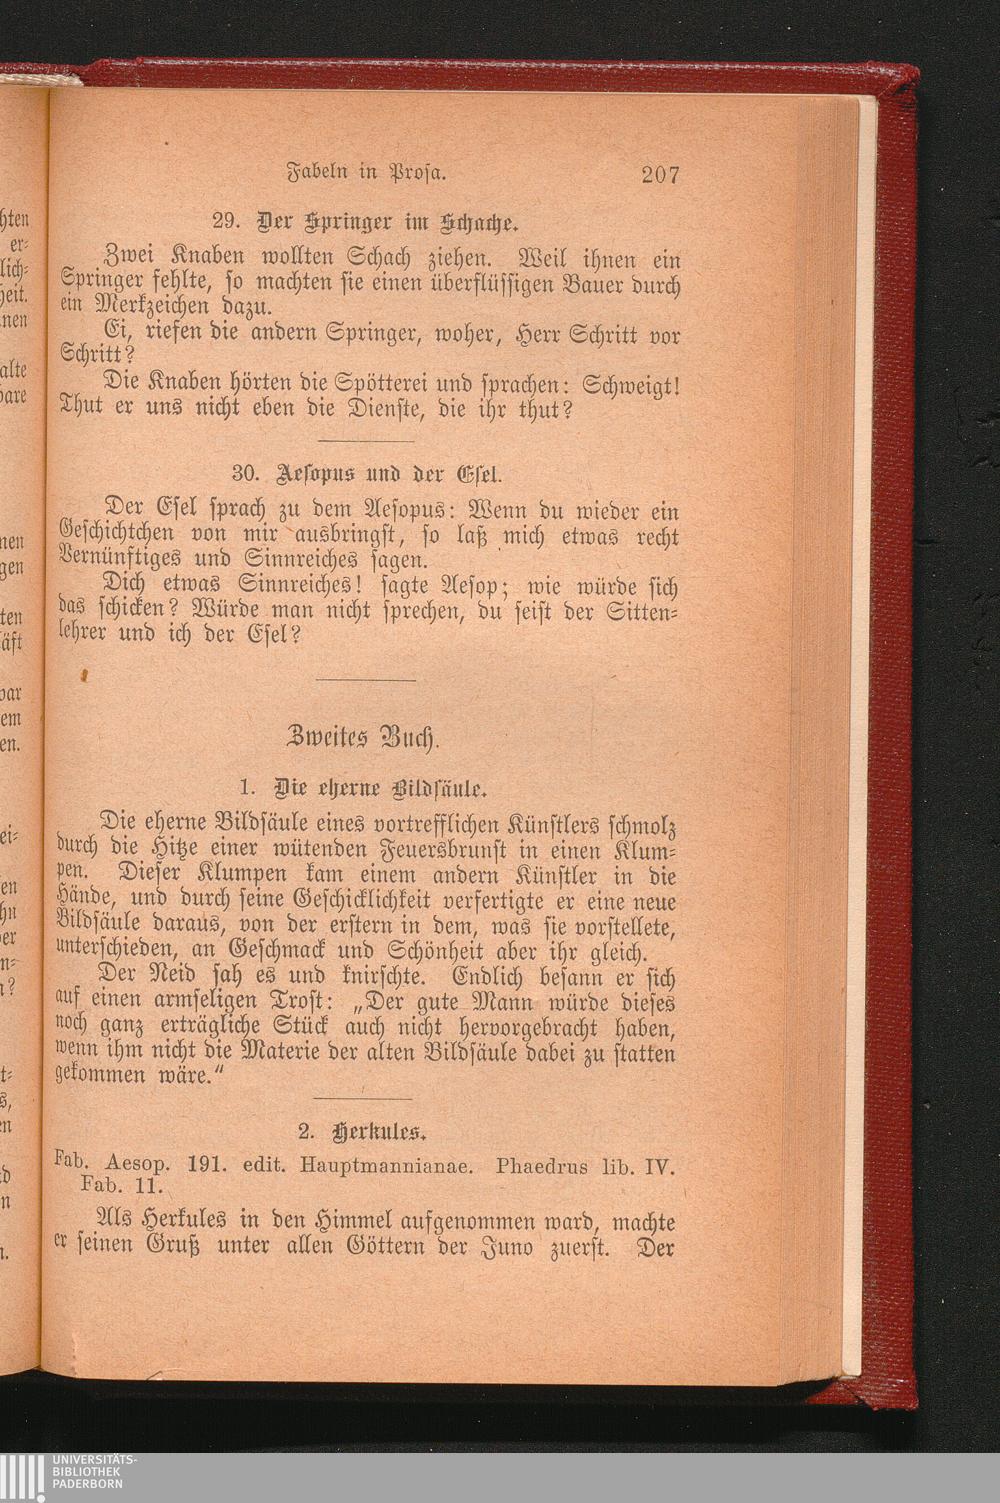 Fabeln in Prosa. 207
29. Der Springer im Schache.
Zwei Knaben wollten Schach ziehen. Weil ihnen ein
Springer fehlte, so machten sie einen überflüssigen Bauer durch
ein Merkzeichen dazu.
Ei, riefen die andern Springer, woher, Herr Schritt vor
Schritt?
Die Knaben hörten die Spötterei und sprachen: Schweigt!
Thut er uns nicht eben die Dienste, die ihr thut?
30. Aesopus und der Esel.
Der Esel sprach zu dem Aesopus: Wenn du wieder ein
Geschichtchen von mir ausbringst, so laß mich etwas recht
Vernünftiges und Sinnreiches sagen.
Dich etwas Sinnreiches! sagte Aesop; wie würde sich
das schicken? Würde man nicht sprechen, du seist der Sitten-
lehrer und ich der Esel?
Zweites Buch.
1. Die eherne Bildsäule.
Die eherne Bildsäule eines vortrefflichen Künstlers schmolz
durch die Hitze einer wütenden Feuersbrunst in einen Klum-
pen. Dieser Klumpen kam einem andern Künstler in die
Hände, und durch seine Geschicklichkeit verfertigte er eine neue
Bildsäule daraus, von der erstern in dem, was sie vorstellete,
unterschieden, an Geschmack und Schönheit aber ihr gleich.
Der Neid sah es und knirschte. Endlich besann er sich
auf einen armseligen Trost: „Der gute Mann würde dieses
noch ganz erträgliche Stück auch nicht hervorgebracht haben,
wenn ihm nicht die Materie der alten Bildsäule dabei zu statten
gekommen wäre.“
2. Herkules.
Fab. Aesop. 191. edit. Hauptmannianae. Phaedrus lib. IV.
Fab. 11.
Als Herkules in den Himmel aufgenommen ward, machte
er seinen Gruß unter allen Göttern der Juno zuerst. Der
UNIVERSITÄTS-
BIBLIOTHEK
PADERBORN